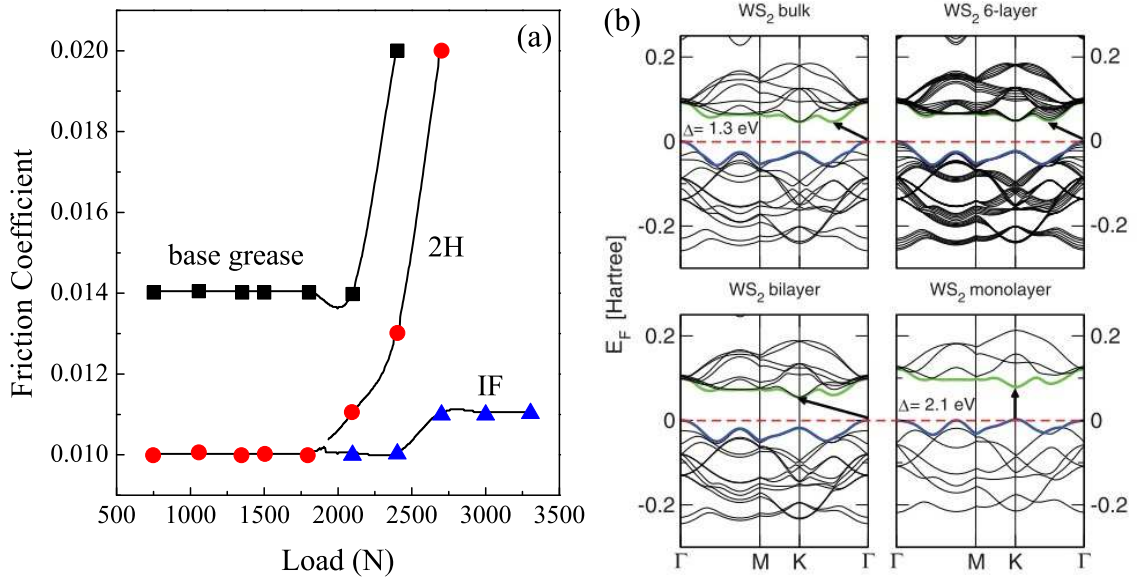 (a)
Friction Coefficient
0.020
0.018
0.016
0.014
0.012
0.010
base grease
2H
IF
500 1000 1500 2000 2500 3000 3500
Load (N)
(b)
WS₂ bulk
WS₂ 6-layer
0.2
0
-0.2
Δ= 1.3 eV
0.2
0
-0.2
E_F [Hartree]
WS₂ bilayer
WS₂ monolayer
0.2
0
-0.2
Δ= 2.1 eV
0.2
0
-0.2
Γ M K Γ
M K Γ